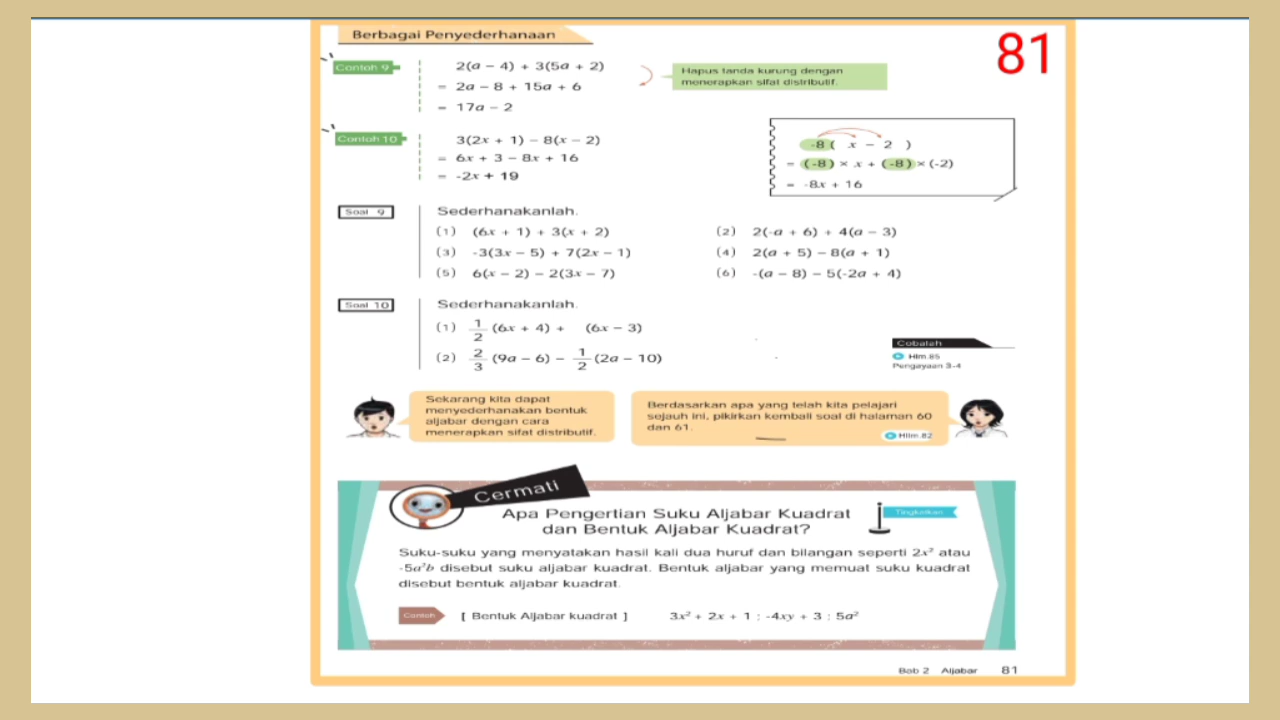 Berbagai Penyederhanaan
81
Contoh 9
2(a − 4) + 3(5a + 2)
= 2a − 8 + 15a + 6
= 17a − 2
Hapus tanda kurung dengan
menerapkan sifat distributif.
Contoh 10
3(2x + 1) − 8(x − 2)
= 6x + 3 − 8x + 16
= -2x + 19
-8( x − 2 )
= (-8) × x + (-8) × (-2)
= -8x + 16
Soal 9
Sederhanakanlah.
(1) (6x + 1) + 3(x + 2)
(2) 2(-a + 6) + 4(a − 3)
(3) -3(3x − 5) + 7(2x − 1)
(4) 2(a + 5) − 8(a + 1)
(5) 6(x − 2) − 2(3x − 7)
(6) -(a − 8) − 5(-2a + 4)
Soal 10
Sederhanakanlah.
(1) 1/2 (6x + 4) + (6x − 3)
(2) 2/3 (9a − 6) − 1/2 (2a − 10)
Cobalah
Hlm.85
Pengayaan 3-4
Sekarang kita dapat
menyederhanakan bentuk
aljabar dengan cara
menerapkan sifat distributif.
Berdasarkan apa yang telah kita pelajari
sejauh ini, pikirkan kembali soal di halaman 60
dan 61.
Hlm.82
Cermati
Apa Pengertian Suku Aljabar Kuadrat
dan Bentuk Aljabar Kuadrat?
Tingkatkan
Suku-suku yang menyatakan hasil kali dua huruf dan bilangan seperti 2x² atau
-5a²b disebut suku aljabar kuadrat. Bentuk aljabar yang memuat suku kuadrat
disebut bentuk aljabar kuadrat.
Contoh
[ Bentuk Aljabar kuadrat ] 3x² + 2x + 1 : -4xy + 3 : 5a²
Bab 2 Aljabar 81